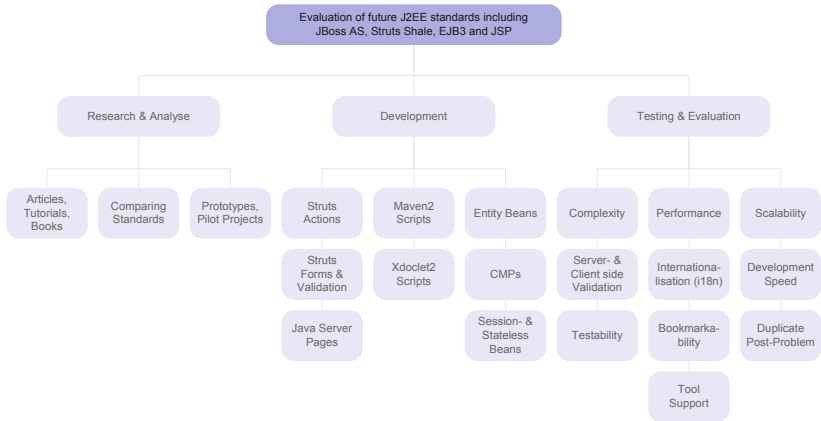 Evaluation of future J2EE standards including
JBoss AS, Struts Shale, EJB3 and JSP
Research & Analyse
Development
Testing & Evaluation
Articles,
Tutorials,
Books
Comparing
Standards
Prototypes,
Pilot Projects
Struts
Actions
Maven2
Scripts
Entity Beans
Complexity
Performance
Scalability
Struts
Forms &
Validation
Xdoclet2
Scripts
CMPs
Server- &
Client side
Validation
Internationa-
lisation (i18n)
Development
Speed
Java Server
Pages
Session- &
Stateless
Beans
Testability
Bookmarka-
bility
Duplicate
Post-Problem
Tool
Support